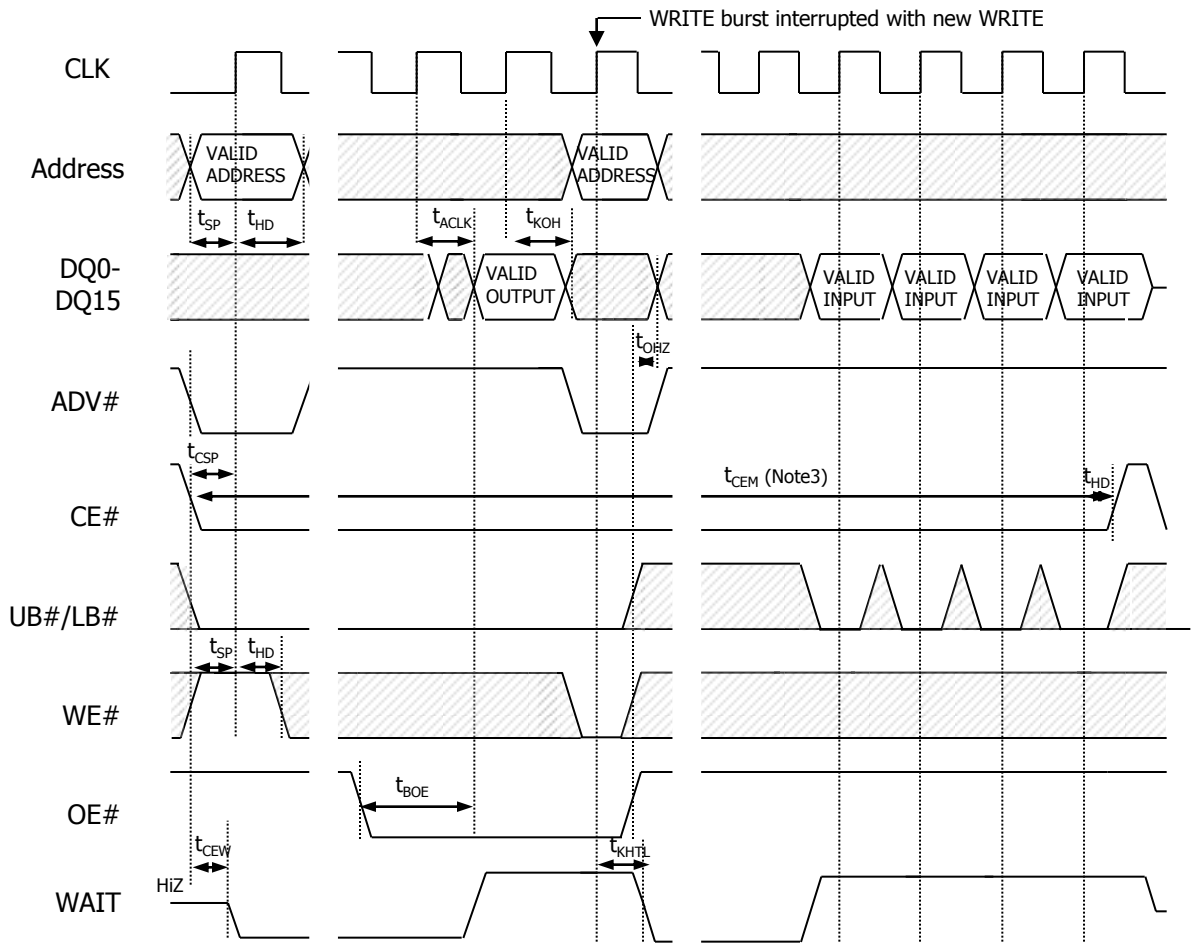 WRITE burst interrupted with new WRITE
CLK
Address
VALID
ADDRESS
VALID
ADDRESS
tSP
tHD
tACLK
tKOH
DQ0-
DQ15
VALID
OUTPUT
VALID
INPUT
VALID
INPUT
VALID
INPUT
VALID
INPUT
tOHZ
ADV#
tCSP
tCEM (Note3)
tHD
CE#
UB#/LB#
tSP
tHD
WE#
tBOE
OE#
tCEW
tKHTL
HiZ
WAIT